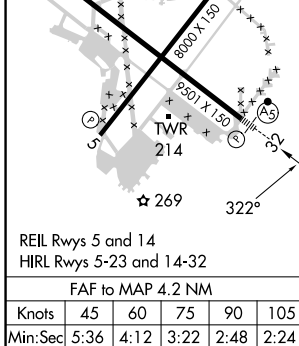 8000 X 150
9501 X 150
P
A5
5
TWR
214
P
32
269
322°
REIL Rwys 5 and 14
HIRL Rwys 5-23 and 14-32
FAF to MAP 4.2 NM
Knots 45 60 75 90 105
Min:Sec 5:36 4:12 3:22 2:48 2:24